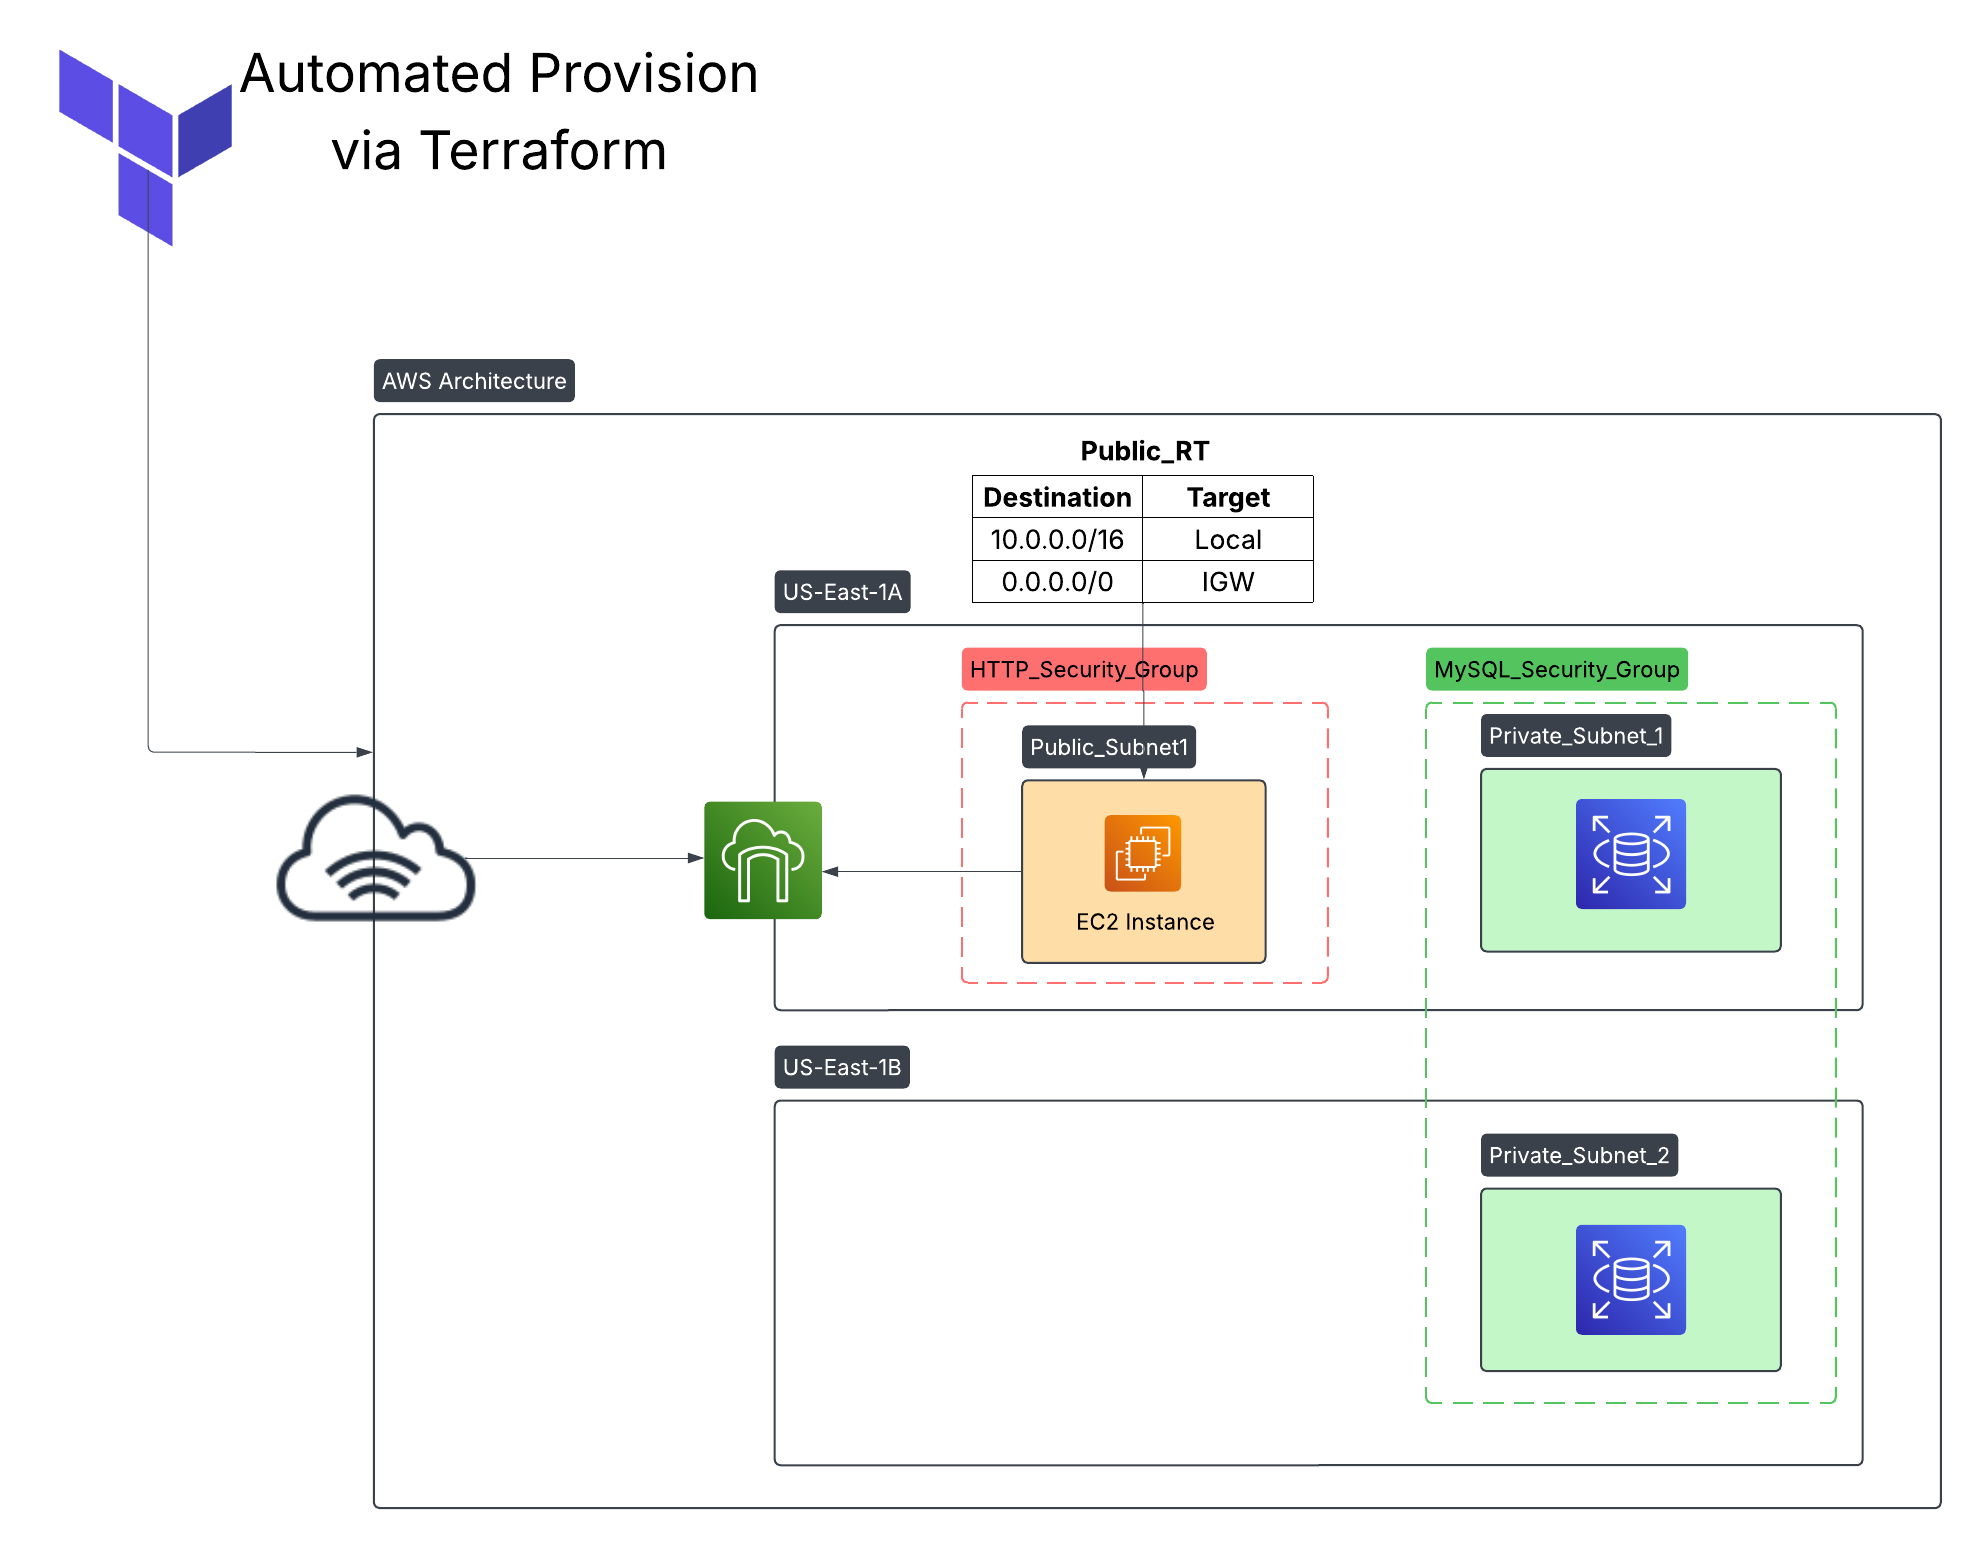 Automated Provision
via Terraform
AWS Architecture
Public_RT
Destination Target
10.0.0.0/16 Local
0.0.0.0/0 IGW
US-East-1A
HTTP_Security_Group
MySQL_Security_Group
Public_Subnet1
Private_Subnet_1
EC2 Instance
US-East-1B
Private_Subnet_2